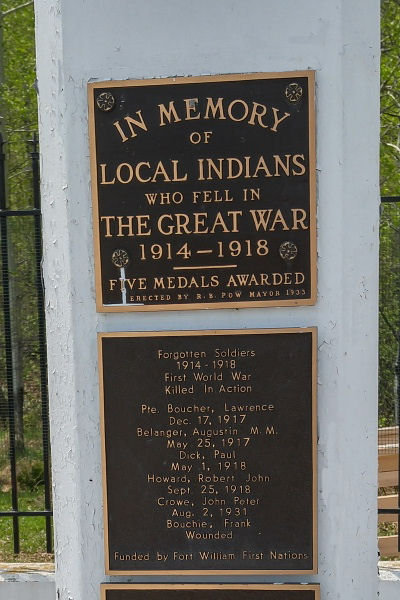 IN MEMORY
OF
LOCAL INDIANS
WHO FELL IN
THE GREAT WAR
1914-1918
FIVE MEDALS AWARDED
ERECTED BY R.B. POW MAYOR 1933
Forgotten Soldiers
1914-1918
First World War
Killed In Action
Pte. Boucher, Lawrence
Dec. 17, 1917
Belanger, Augustin M.M.
May 25, 1917
Dick, Paul
May 1, 1918
Howard, Robert John
Sept. 25, 1918
Crowe, John Peter
Aug. 2, 1931
Bouchie, Frank
Wounded
Funded by Fort William First Nations